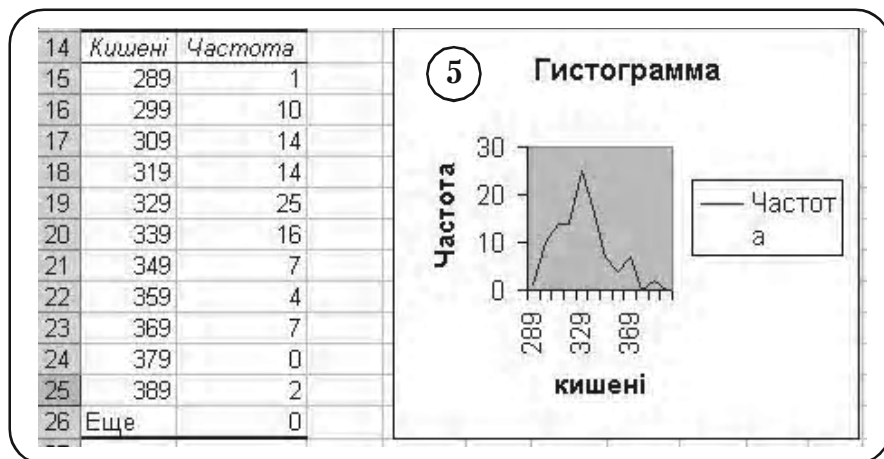 14 Кишені Частота
15 289 1
16 299 10
17 309 14
18 319 14
19 329 25
20 339 16
21 349 7
22 359 4
23 369 7
24 379 0
25 389 2
26 Еще 0
5 Гистограмма
Частота
30
20
10
0
289 329 369
кишені
Частот
а